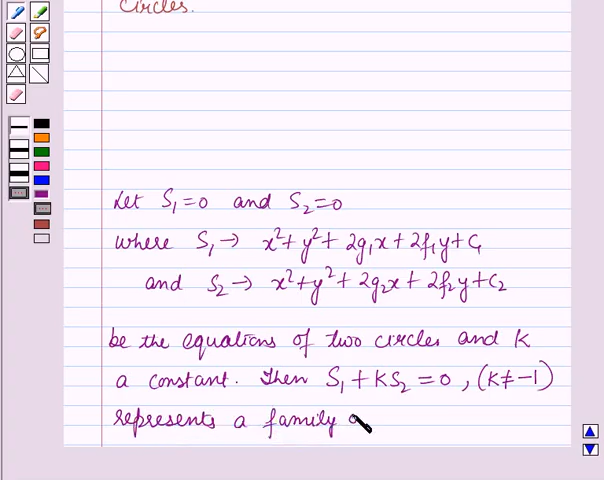 Circles.
Let S₁=0 and S₂=0
where S₁→ x²+y²+2g₁x+2f₁y+C₁
and S₂→ x²+y²+2g₂x+2f₂y+C₂
be the equations of two circles and K
a constant. Then S₁+KS₂=0, (K≠-1)
represents a family